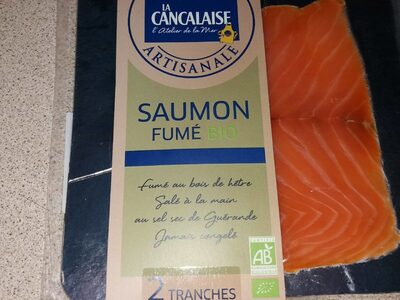 LA
CANCALAISE
l'Atelier de la Mer
ARTISANALE
SAUMON
FUMÉ BIO
Fumé au bois de hêtre
Salé à la main
au sel sec de Guérande
Jamais congelé
AB
2 TRANCHES